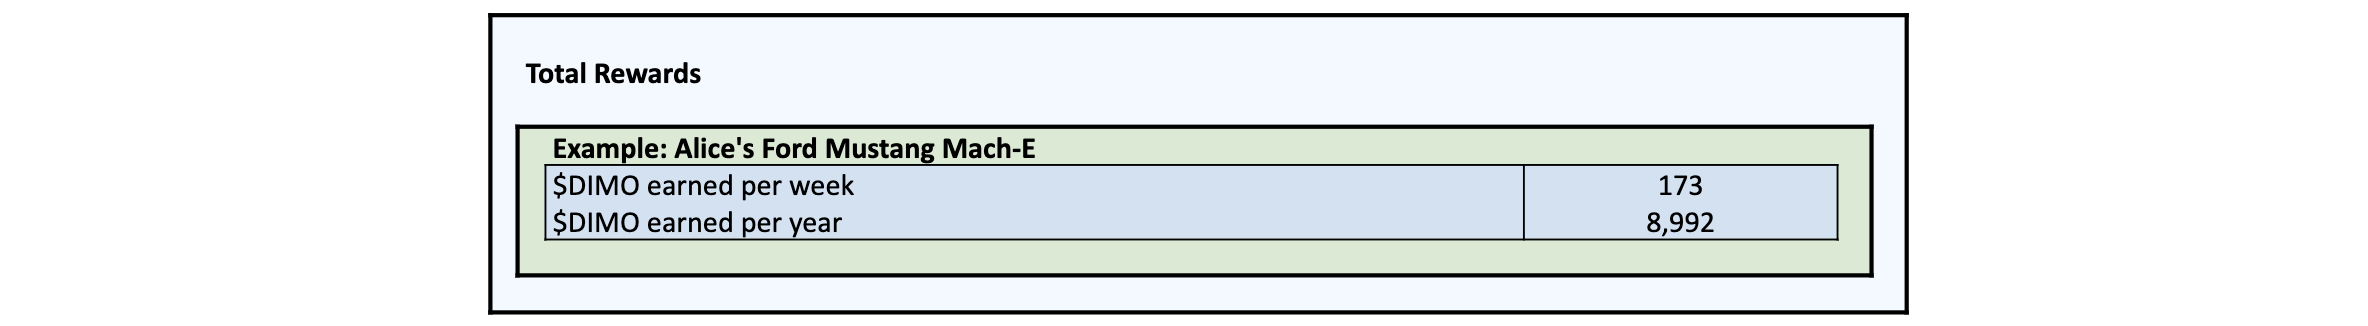 Total Rewards
Example: Alice's Ford Mustang Mach-E
$DIMO earned per week 173
$DIMO earned per year 8,992